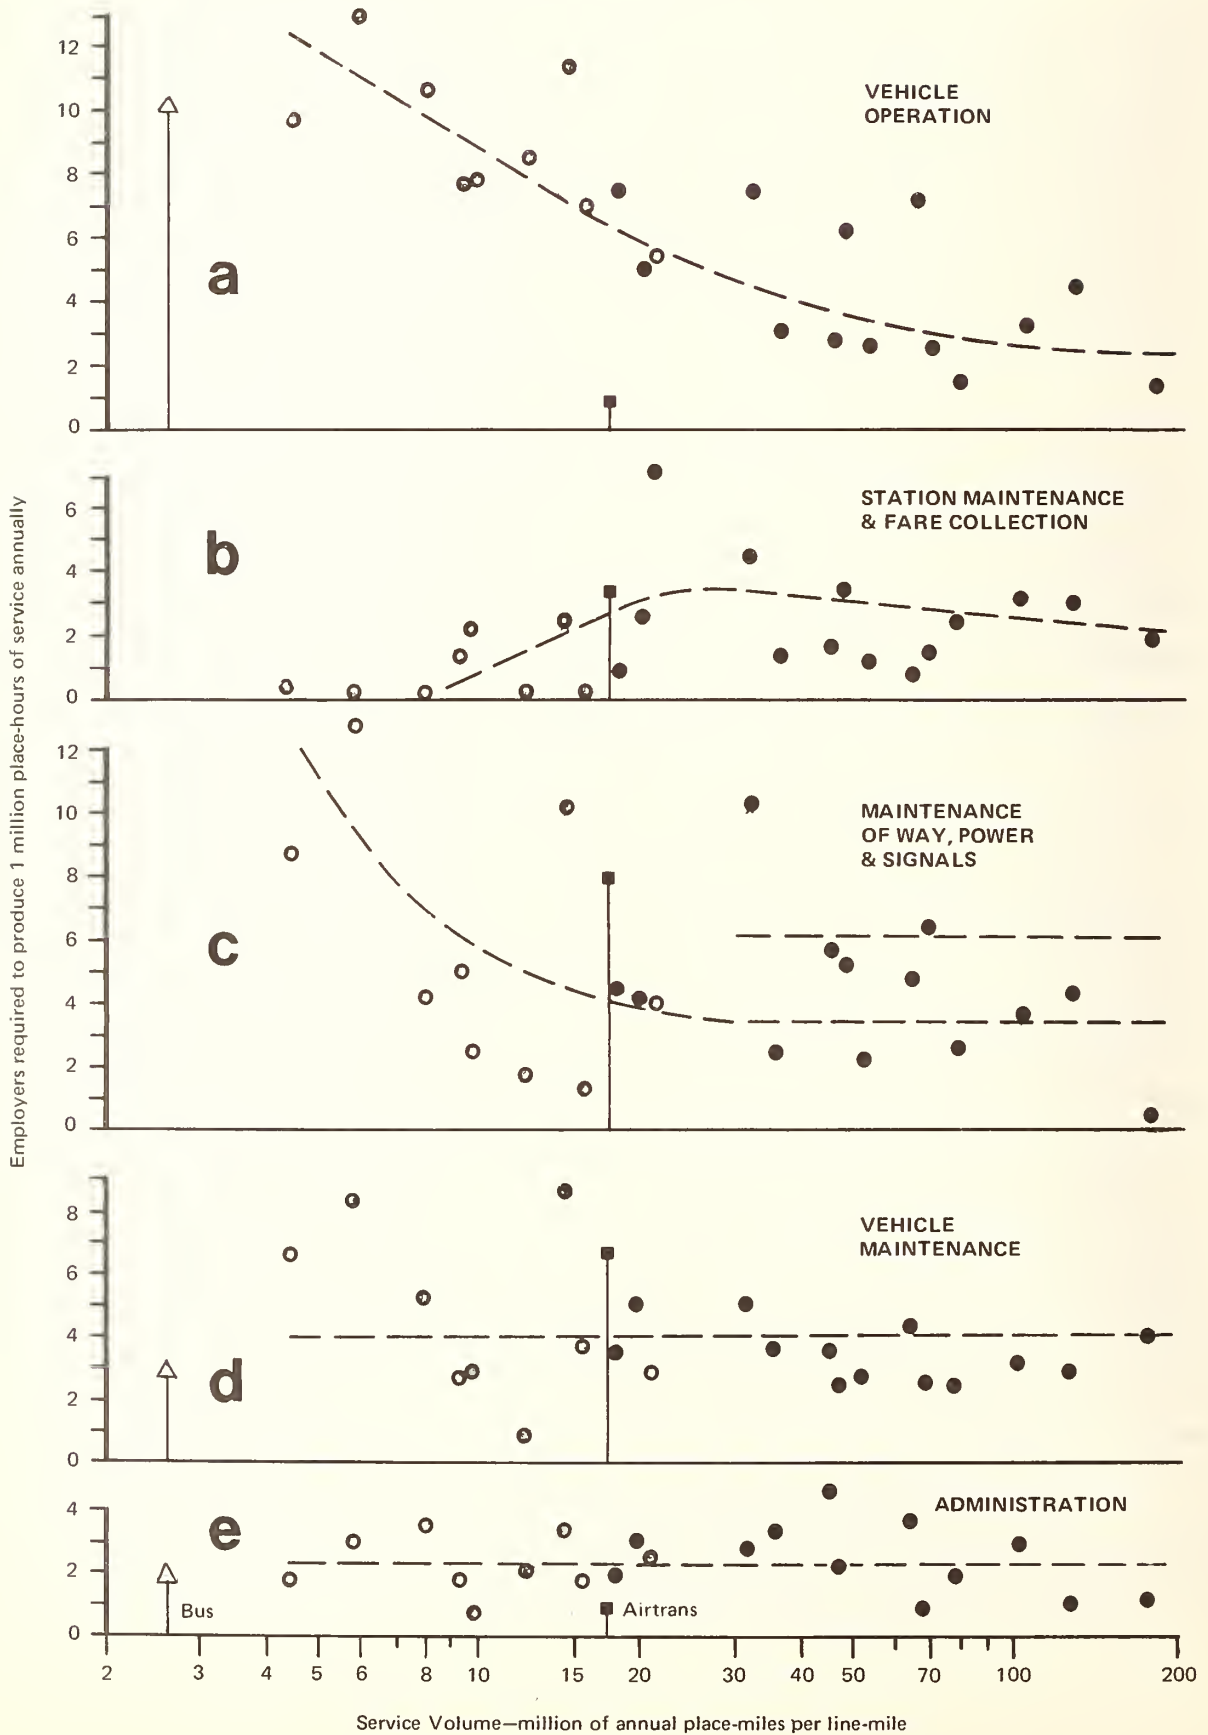 12
10
8
6
4
2
0
a
VEHICLE
OPERATION
6
4
2
0
b
STATION MAINTENANCE
& FARE COLLECTION
Employers required to produce 1 million place-hours of service annually
12
10
8
6
4
2
0
c
MAINTENANCE
OF WAY, POWER
& SIGNALS
8
6
4
2
0
d
VEHICLE
MAINTENANCE
4
2
0
e
ADMINISTRATION
Bus
Airtrans
2 3 4 5 6 8 10 15 20 30 40 50 70 100 200
Service Volume—million of annual place-miles per line-mile